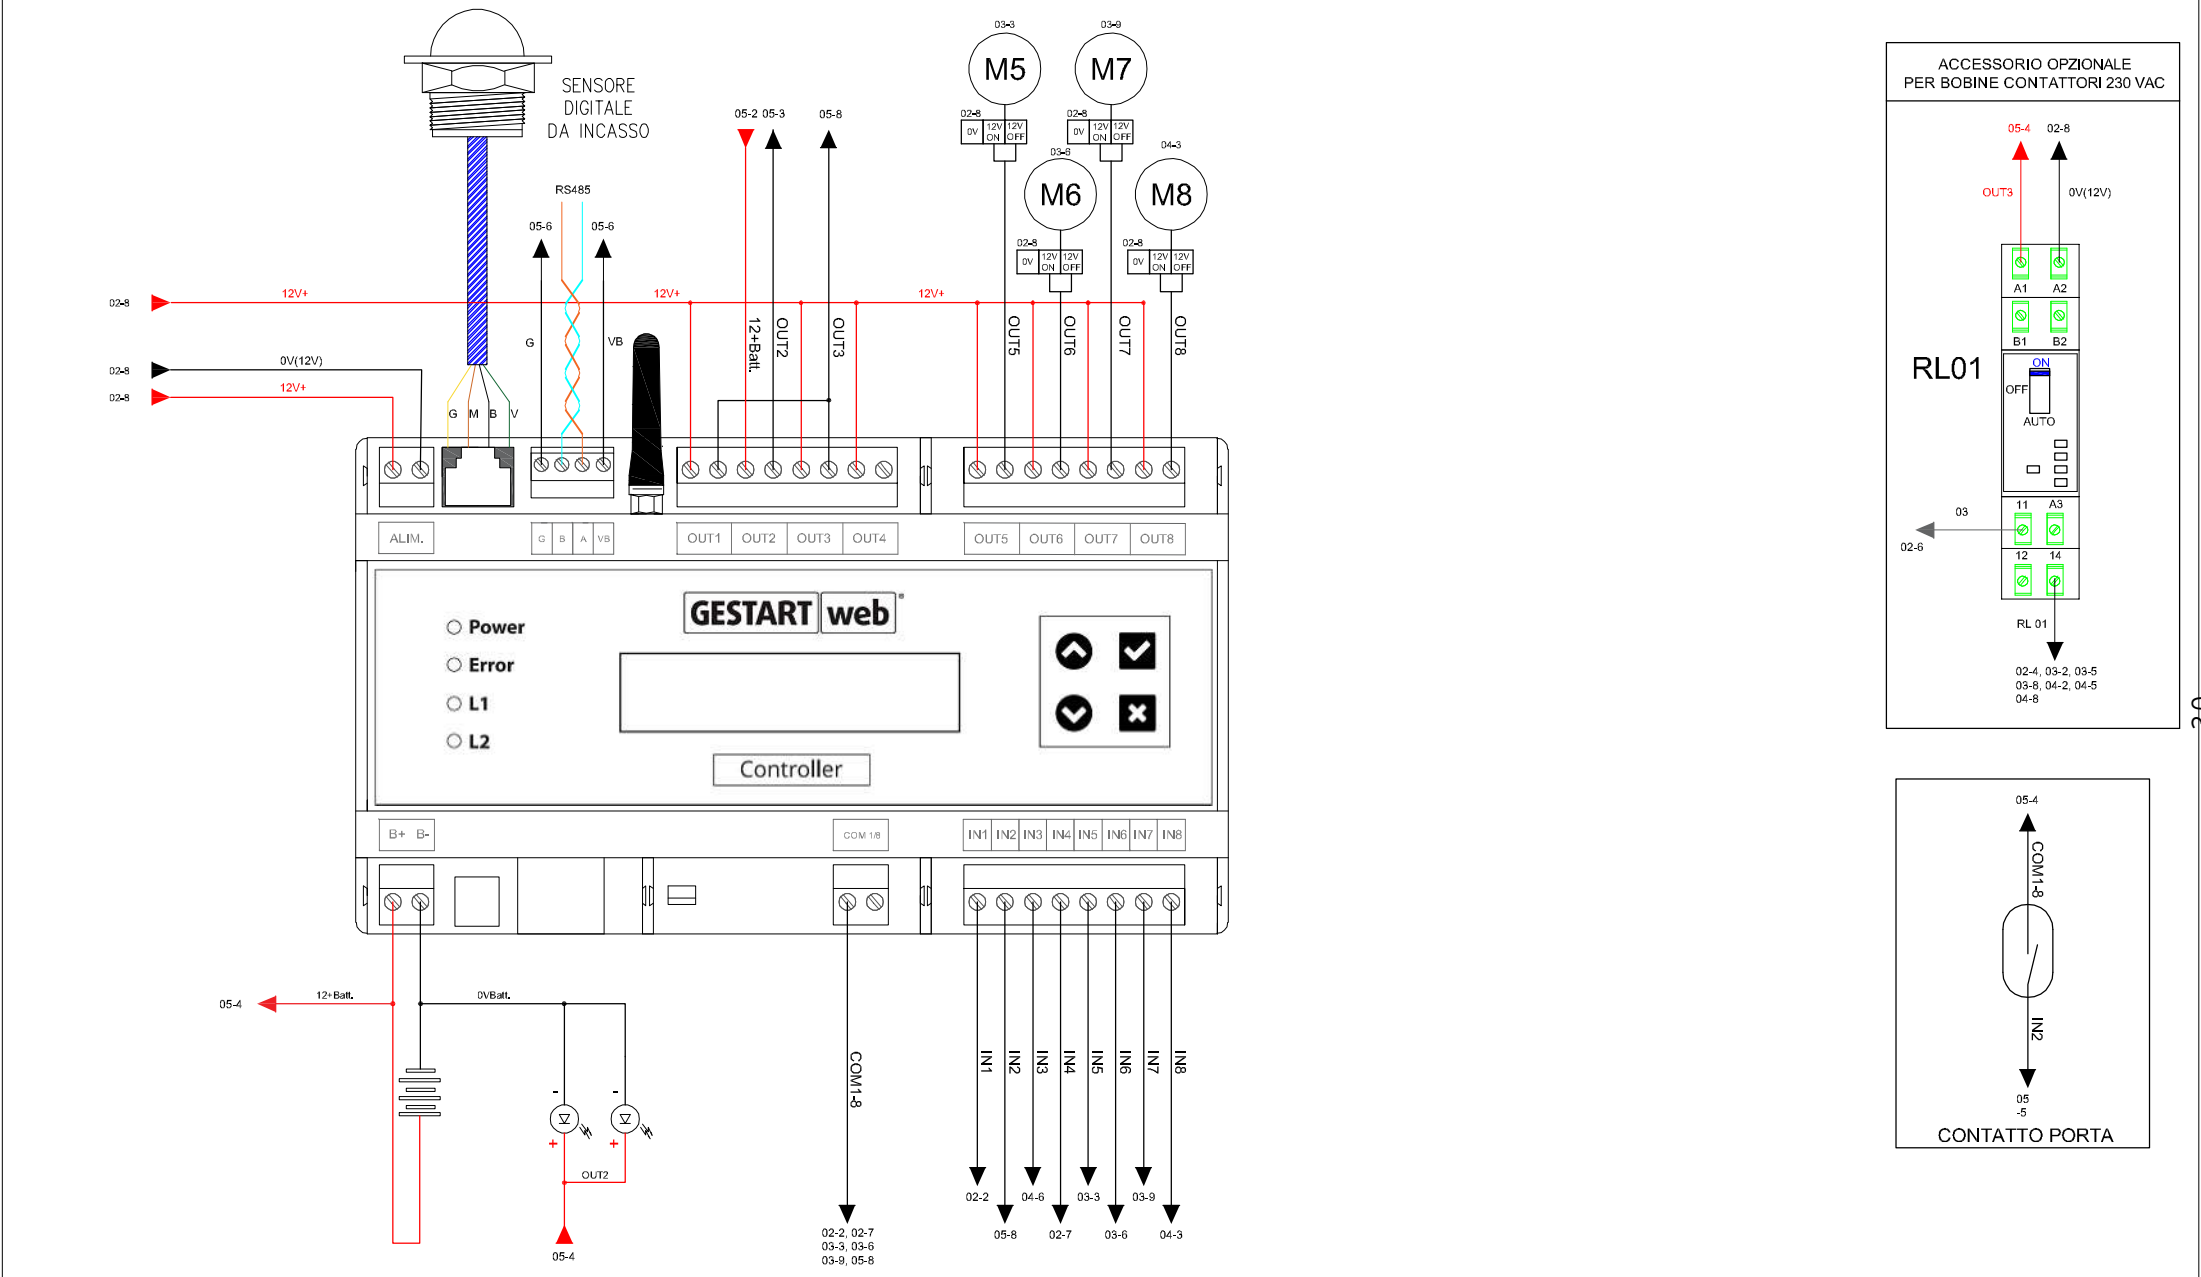 03-3
03-9
M5
M7
ACCESSORIO OPZIONALE
PER BOBINE CONTATTORI 230 VAC
SENSORE
DIGITALE
DA INCASSO
05-2 05-3
05-8
02-8
0V 12V ON 12V OFF
02-8
0V 12V ON 12V OFF
03-6
04-3
05-4 02-8
M6
M8
RS485
OUT3
0V(12V)
05-6
05-6
02-8
0V 12V ON 12V OFF
02-8
0V 12V ON 12V OFF
02-8
12V+
12V+
12V+
A1 A2
G
VB
12+Batt.
OUT2
OUT3
OUT5
OUT6
OUT7
OUT8
B1 B2
02-8
0V(12V)
RL01
ON
OFF
AUTO
02-8
12V+
G M B V
11 A3
03
02-6
12 14
ALIM.
G B A VB
OUT1 OUT2 OUT3 OUT4
OUT5 OUT6 OUT7 OUT8
GESTART web®
Power
Error
L1
L2
Controller
RL 01
02-4, 03-2, 03-5
03-8, 04-2, 04-5
04-8
B+ B-
COM 1/8
IN1 IN2 IN3 IN4 IN5 IN6 IN7 IN8
05-4
COM1-8
IN2
05
-5
CONTATTO PORTA
05-4
12+Batt.
0VBatt.
- -
+ +
OUT2
05-4
COM1-8
02-2, 02-7
03-3, 03-6
03-9, 05-8
IN1
IN2
IN3
IN4
IN5
IN6
IN7
IN8
02-2
04-6
03-3
03-9
05-8
02-7
03-6
04-3